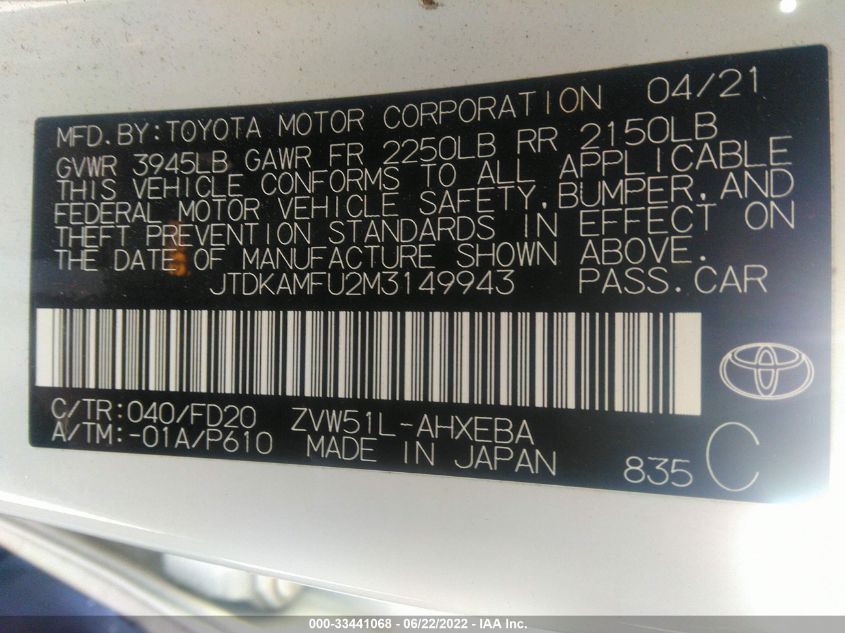 MFD.BY:TOYOTA MOTOR CORPORATION 04/21
GVWR 3945LB GAWR FR 2250LB RR 2150LB
THIS VEHICLE CONFORMS TO ALL APPLICABLE
FEDERAL MOTOR VEHICLE SAFETY,BUMPER,AND
THEFT PREVENTION STANDARDS IN EFFECT ON
THE DATE OF MANUFACTURE SHOWN ABOVE.
JTDKAMFU2M3149943 PASS.CAR
C/TR:040/FD20 ZVW51L-AHXEBA
A/TM:-01A/P610 MADE IN JAPAN 835 C
000-33441068 - 06/22/2022 - IAA Inc.